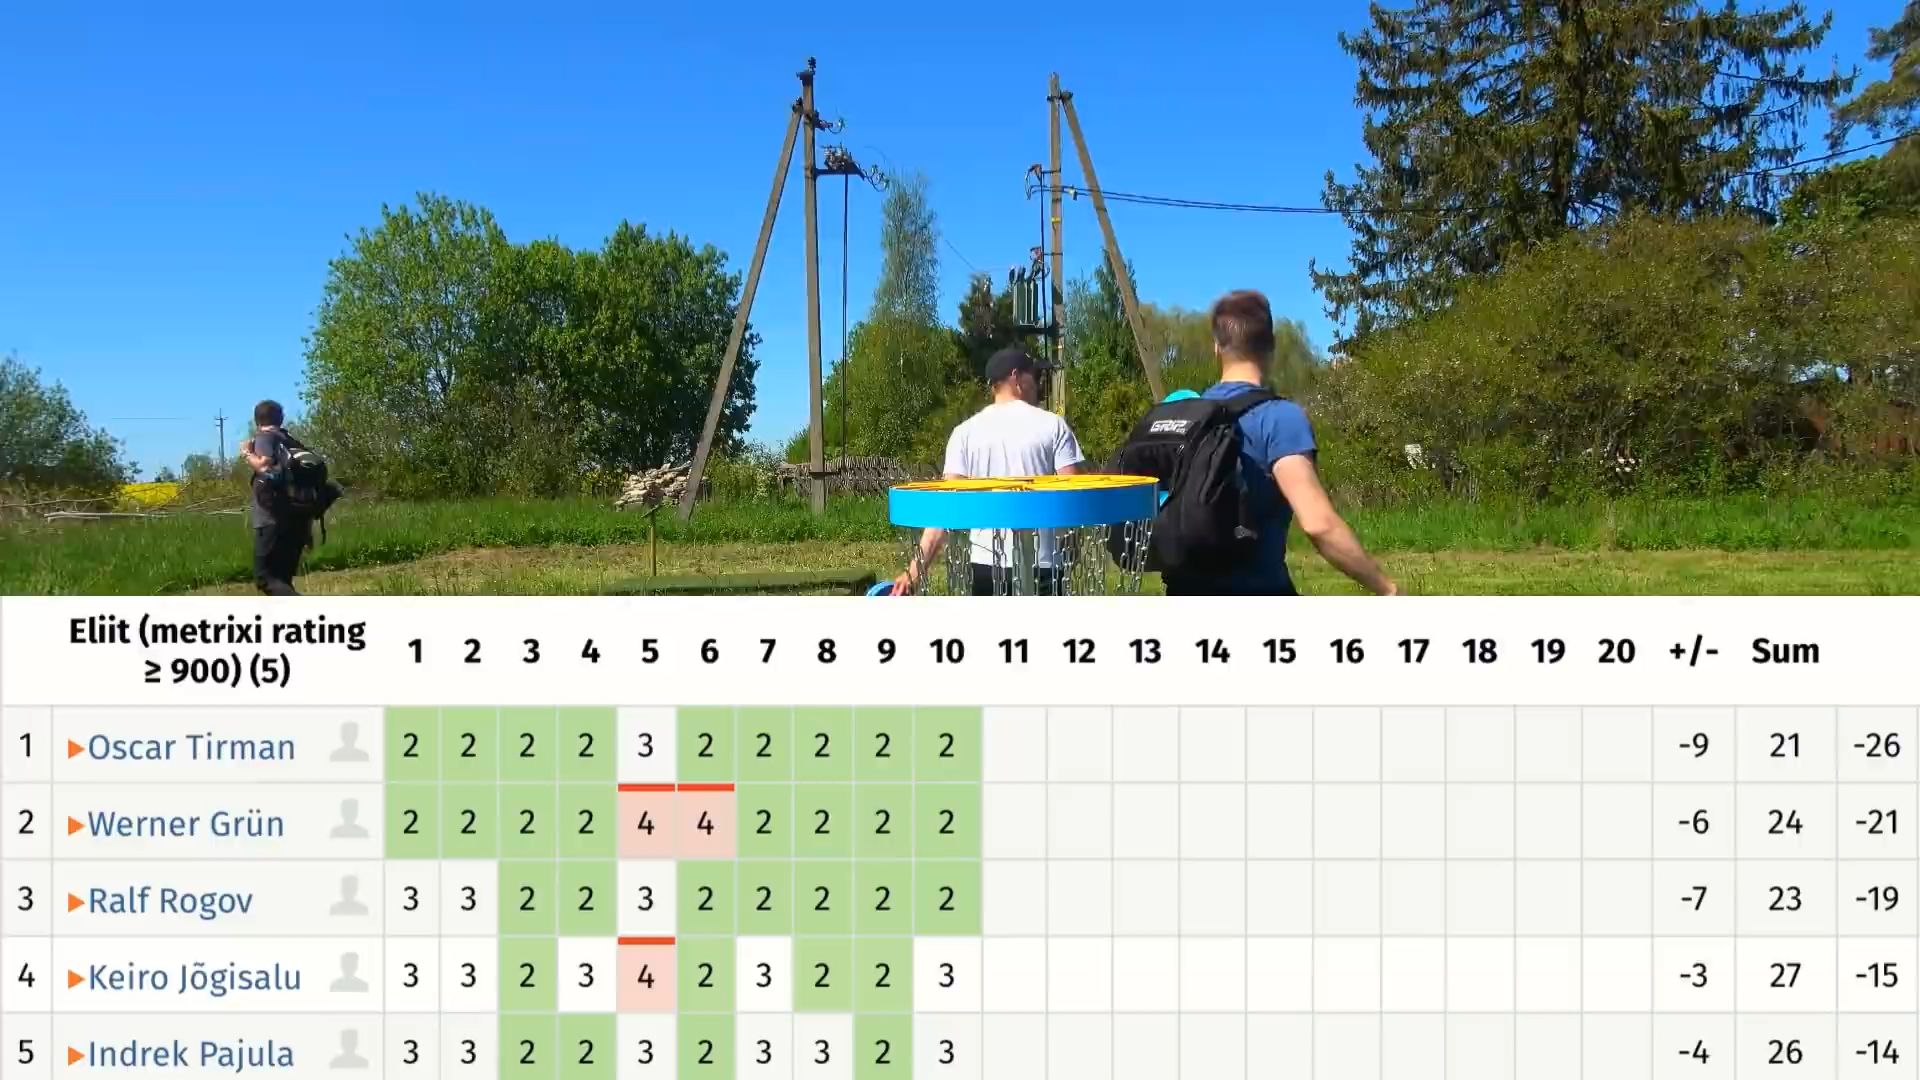 GRIP
Eliit (metrixi rating
≥ 900) (5) 1 2 3 4 5 6 7 8 9 10 11 12 13 14 15 16 17 18 19 20 +/- Sum
1 Oscar Tirman 2 2 2 2 3 2 2 2 2 2 -9 21 -26
2 Werner Grün 2 2 2 2 4 4 2 2 2 2 -6 24 -21
3 Ralf Rogov 3 3 2 2 3 2 2 2 2 2 -7 23 -19
4 Keiro Jõgisalu 3 3 2 3 4 2 3 2 2 3 -3 27 -15
5 Indrek Pajula 3 3 2 2 3 2 3 3 2 3 -4 26 -14